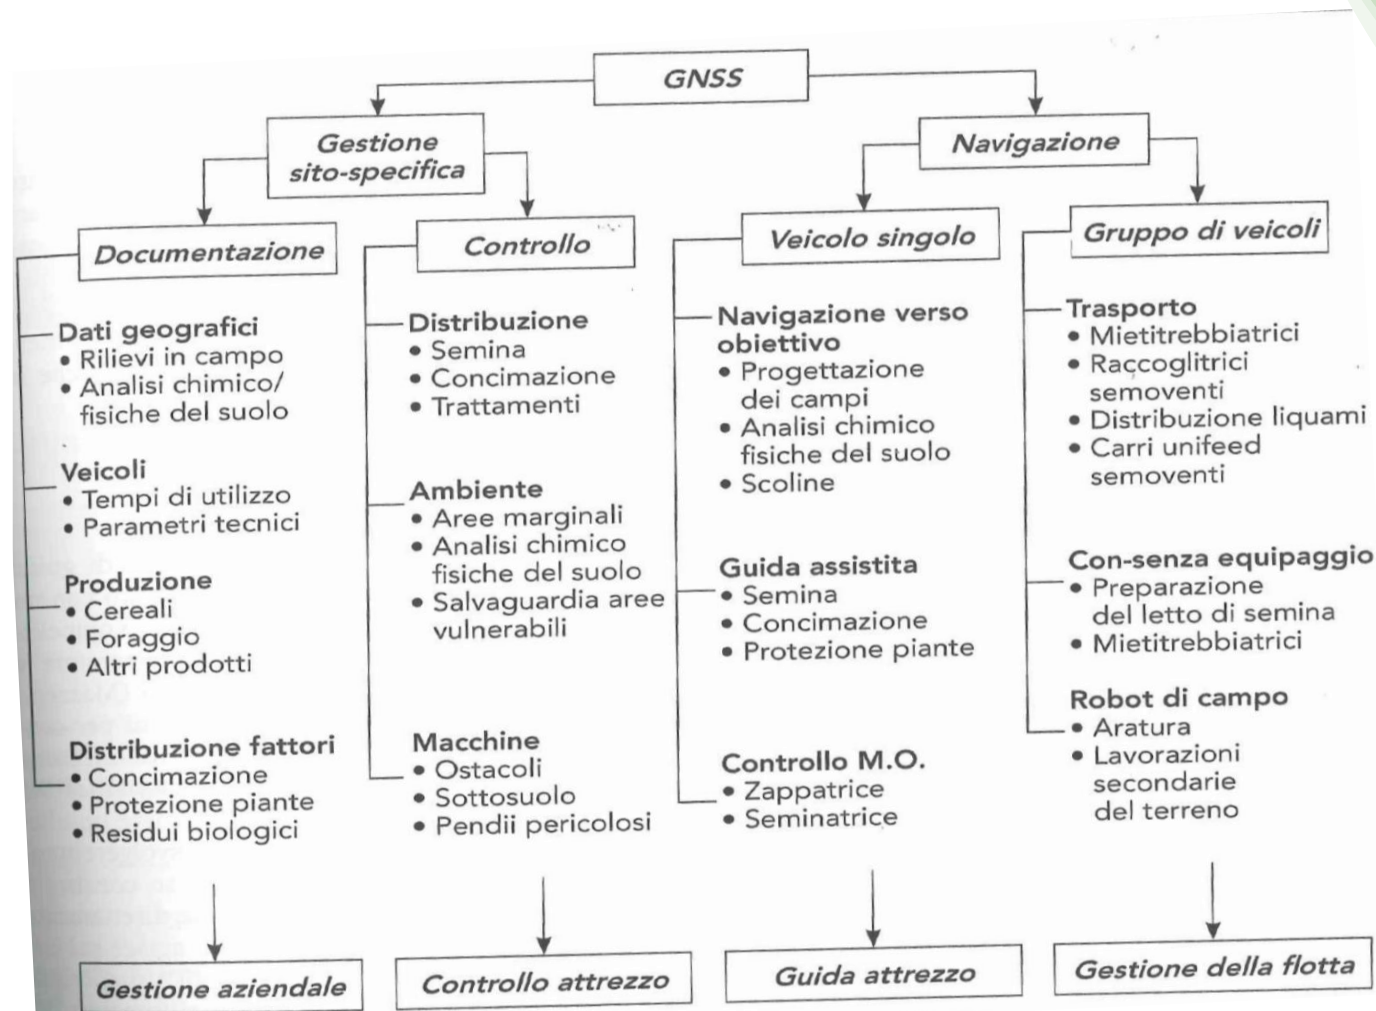 GNSS
Gestione
sito-specifica
Navigazione
Documentazione
Controllo
Veicolo singolo
Gruppo di veicoli
Dati geografici
• Rilievi in campo
• Analisi chimico/
fisiche del suolo
Veicoli
• Tempi di utilizzo
• Parametri tecnici
Produzione
• Cereali
• Foraggio
• Altri prodotti
Distribuzione fattori
• Concimazione
• Protezione piante
• Residui biologici
Distribuzione
• Semina
• Concimazione
• Trattamenti
Ambiente
• Aree marginali
• Analisi chimico
fisiche del suolo
• Salvaguardia aree
vulnerabili
Macchine
• Ostacoli
• Sottosuolo
• Pendii pericolosi
Navigazione verso
obiettivo
• Progettazione
dei campi
• Analisi chimico
fisiche del suolo
• Scoline
Guida assistita
• Semina
• Concimazione
• Protezione piante
Controllo M.O.
• Zappatrice
• Seminatrice
Trasporto
• Mietitrebbiatrici
• Raccoglitrici
semoventi
• Distribuzione liquami
• Carri unifeed
semoventi
Con-senza equipaggio
• Preparazione
del letto di semina
• Mietitrebbiatrici
Robot di campo
• Aratura
• Lavorazioni
secondarie
del terreno
Gestione aziendale
Controllo attrezzo
Guida attrezzo
Gestione della flotta